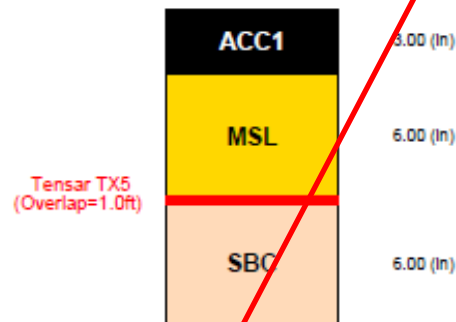 ACC1
3.00 (in)
MSL
6.00 (in)
Tensar TX5
(Overlap=1.0ft)
SBC
6.00 (in)